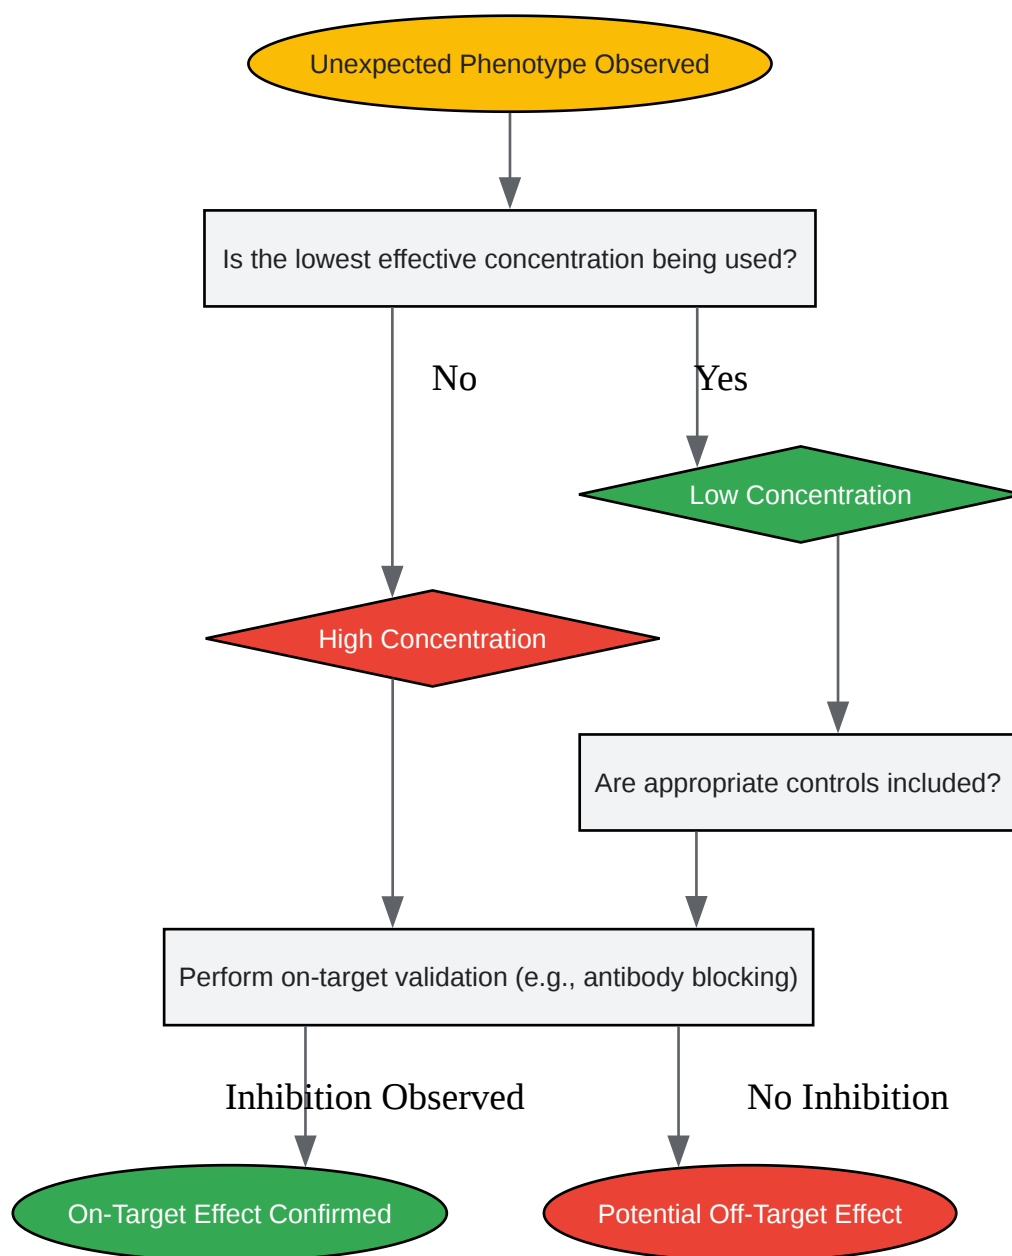 Unexpected Phenotype Observed
Is the lowest effective concentration being used?
No
Yes
Low Concentration
High Concentration
Are appropriate controls included?
Perform on-target validation (e.g., antibody blocking)
Inhibition Observed
No Inhibition
On-Target Effect Confirmed
Potential Off-Target Effect